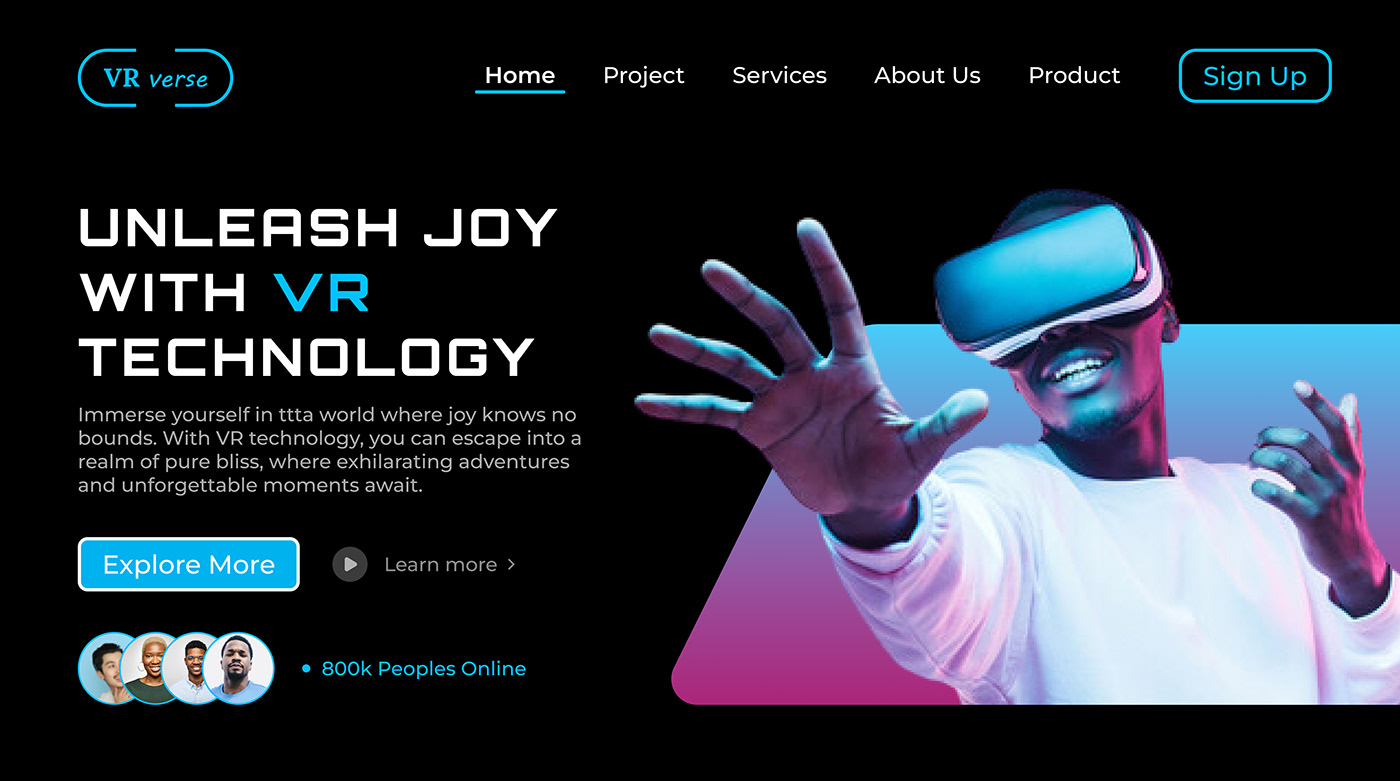 VR verse
Home Project Services About Us Product Sign Up
UNLEASH JOY
WITH VR
TECHNOLOGY
Immerse yourself in ttta world where joy knows no
bounds. With VR technology, you can escape into a
realm of pure bliss, where exhilarating adventures
and unforgettable moments await.
Explore More Learn more >
800k Peoples Online